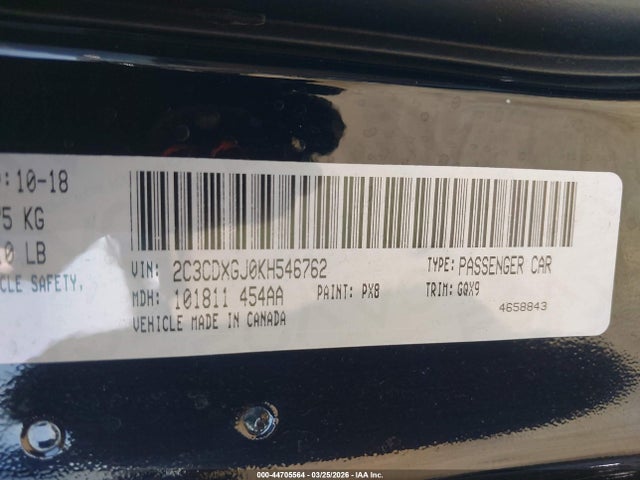 :10-18
5 KG
0 LB
CLE SAFETY,
VIN: 2C3CDXGJ0KH546762 TYPE: PASSENGER CAR
MDH: 101811 454AA PAINT: PX8 TRIM: GQX9
VEHICLE MADE IN CANADA 4658843
000-44705564 - 03/25/2026 - IAA Inc.